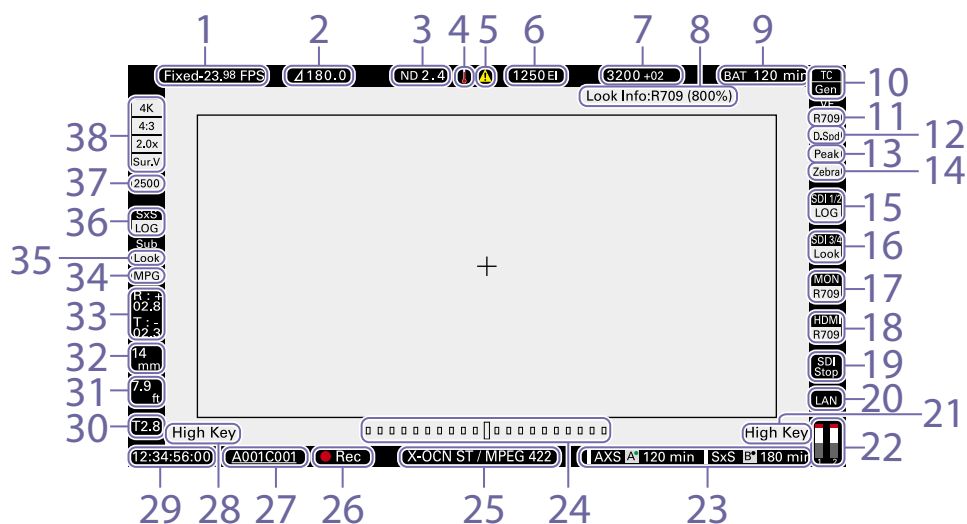 1 2 3 4 5 6 7 8 9
Fixed-23.98 FPS ⊿180.0 ND 2.4 1250EI 3200 +02 BAT 120 min TC
Gen 10
Look Info:R709 (800%)
VF
R709 11
D.Spd 12
Peak 13
Zebra 14
SDI 1/2
LOG 15
SDI 3/4
Look 16
MON
R709 17
HDMI
R709 18
SDI
Stop 19
LAN 20
21
22
1 2
38 4K
4:3
2.0x
Sur.V
37 2500
36 SxS
LOG
Sub
35 Look
34 MPG
33 R : +
02.8
T : -
02.3
32 14
mm
31 7.9
ft
30 T2.8
High Key High Key
12:34:56:00 A001C001 Rec X-OCN ST / MPEG 422 AXS A 120 min SxS B 180 min
29 28 27 26 25 24 23